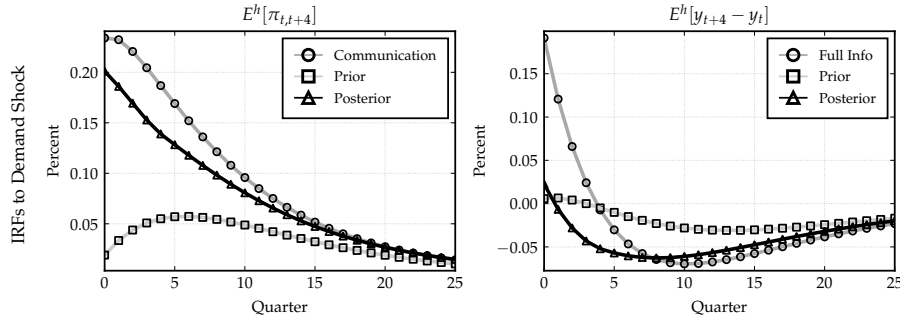 E^h[π_{t,t+4}]
IRFs to Demand Shock
Percent
0.20
0.15
0.10
0.05
Communication
Prior
Posterior
0 5 10 15 20 25
Quarter
E^h[y_{t+4} − y_t]
Percent
0.15
0.10
0.05
0.00
−0.05
Full Info
Prior
Posterior
0 5 10 15 20 25
Quarter